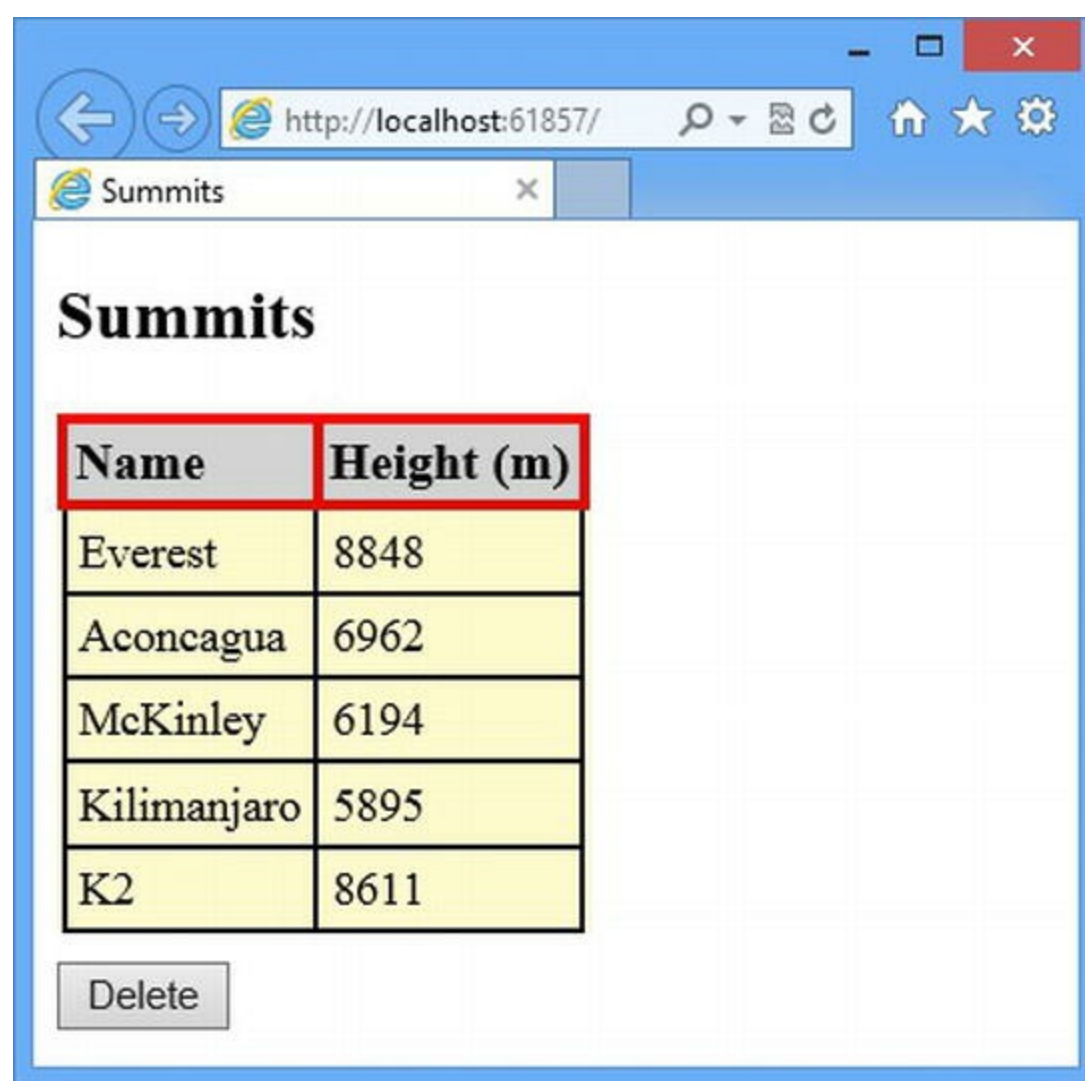 http://localhost:61857/
Summits
Summits
Name Height (m)
Everest 8848
Aconcagua 6962
McKinley 6194
Kilimanjaro 5895
K2 8611
Delete